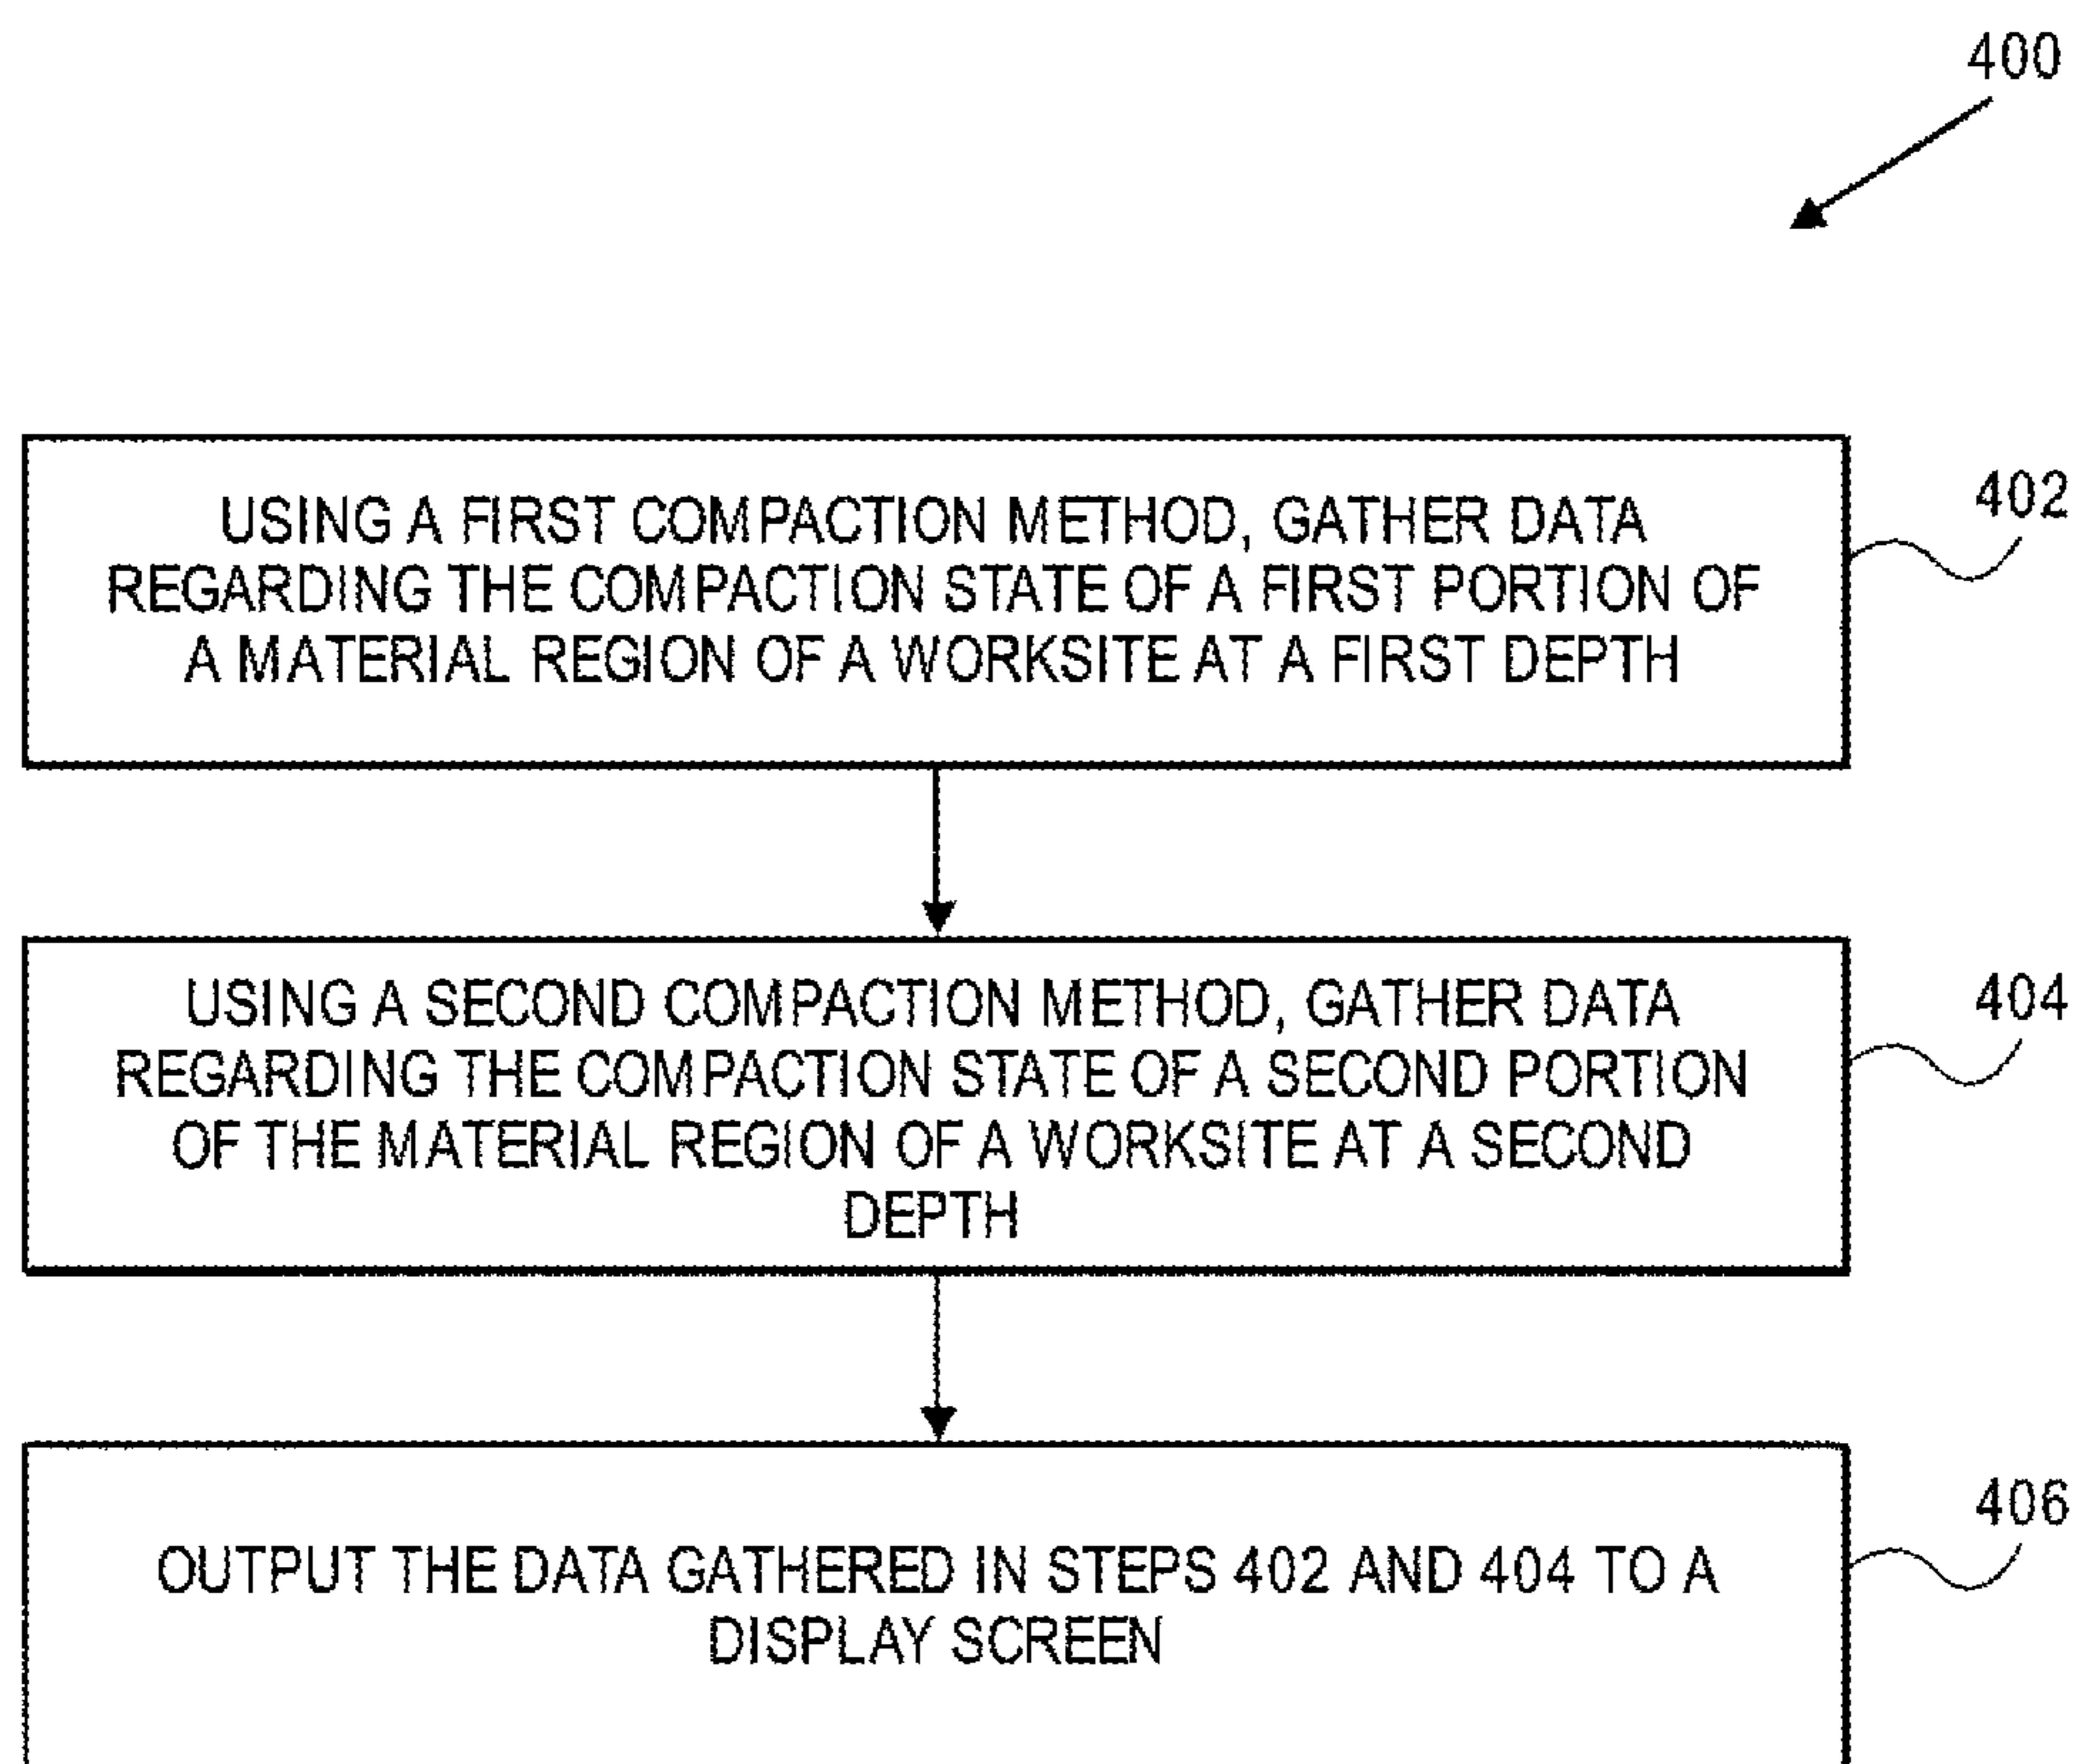 400
USING A FIRST COMPACTION METHOD, GATHER DATA
REGARDING THE COMPACTION STATE OF A FIRST PORTION OF
A MATERIAL REGION OF A WORKSITE AT A FIRST DEPTH
402
USING A SECOND COMPACTION METHOD, GATHER DATA
REGARDING THE COMPACTION STATE OF A SECOND PORTION
OF THE MATERIAL REGION OF A WORKSITE AT A SECOND
DEPTH
404
OUTPUT THE DATA GATHERED IN STEPS 402 AND 404 TO A
DISPLAY SCREEN
406